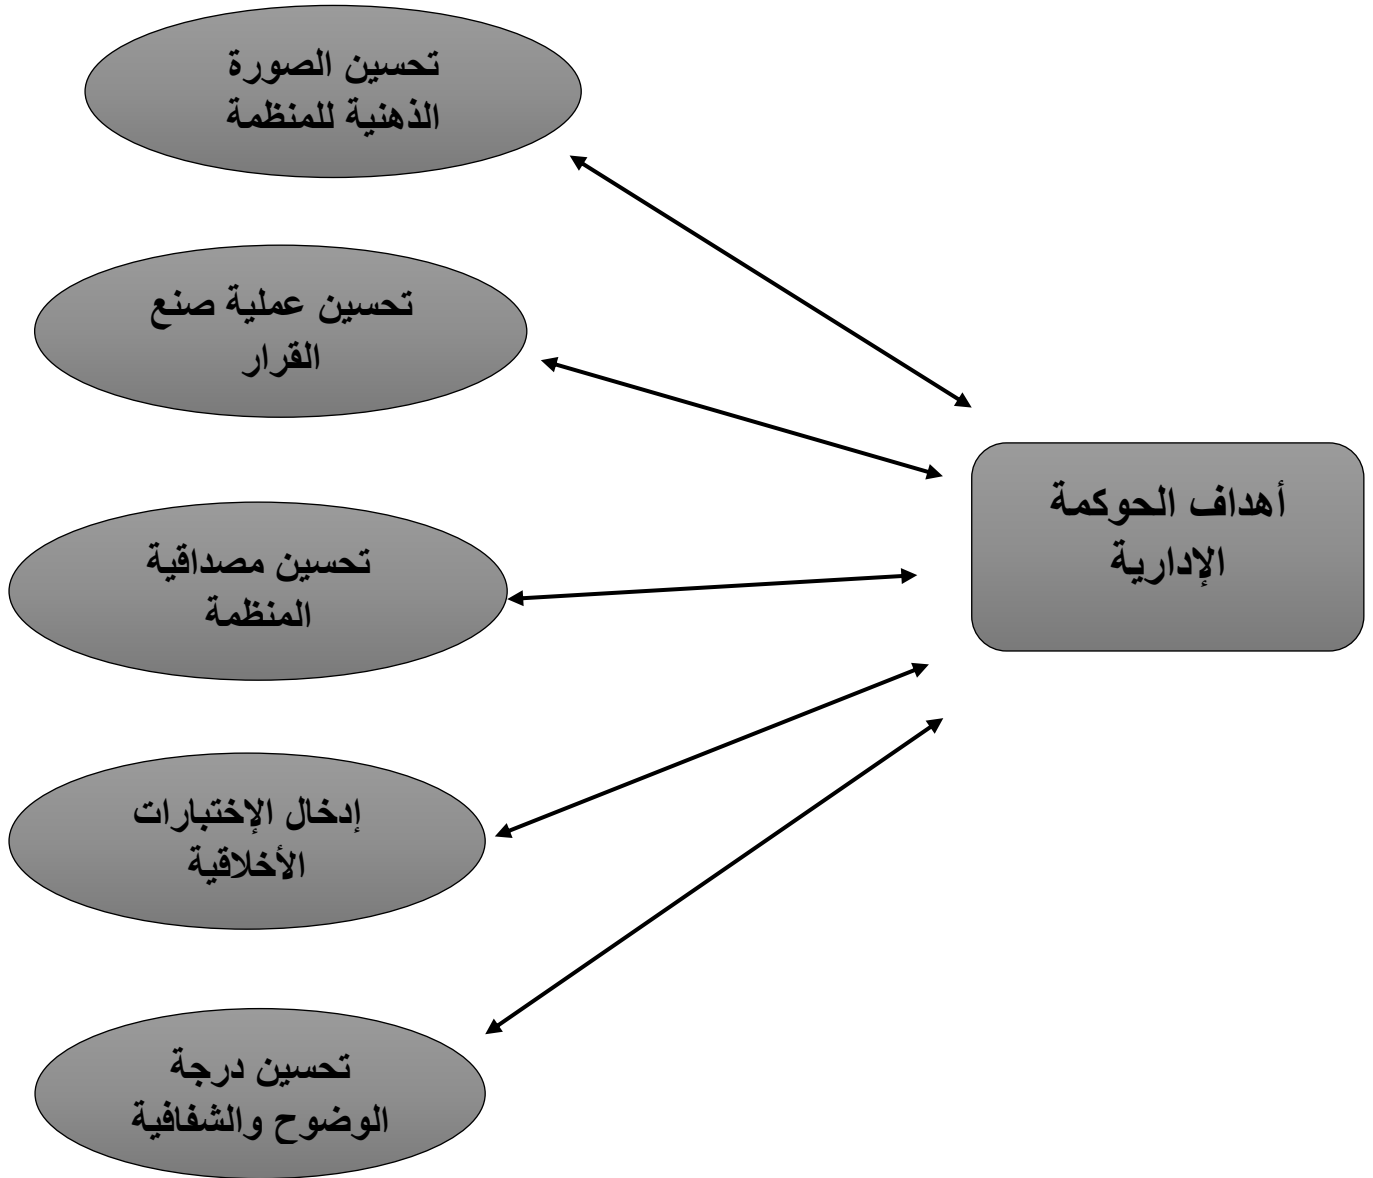 تحسين الصورة
الذهنية للمنظمة
تحسين عملية صنع
القرار
أهداف الحوكمة
الإدارية
تحسين مصداقية
المنظمة
إدخال الإختبارات
الأخلاقية
تحسين درجة
الوضوح والشفافية